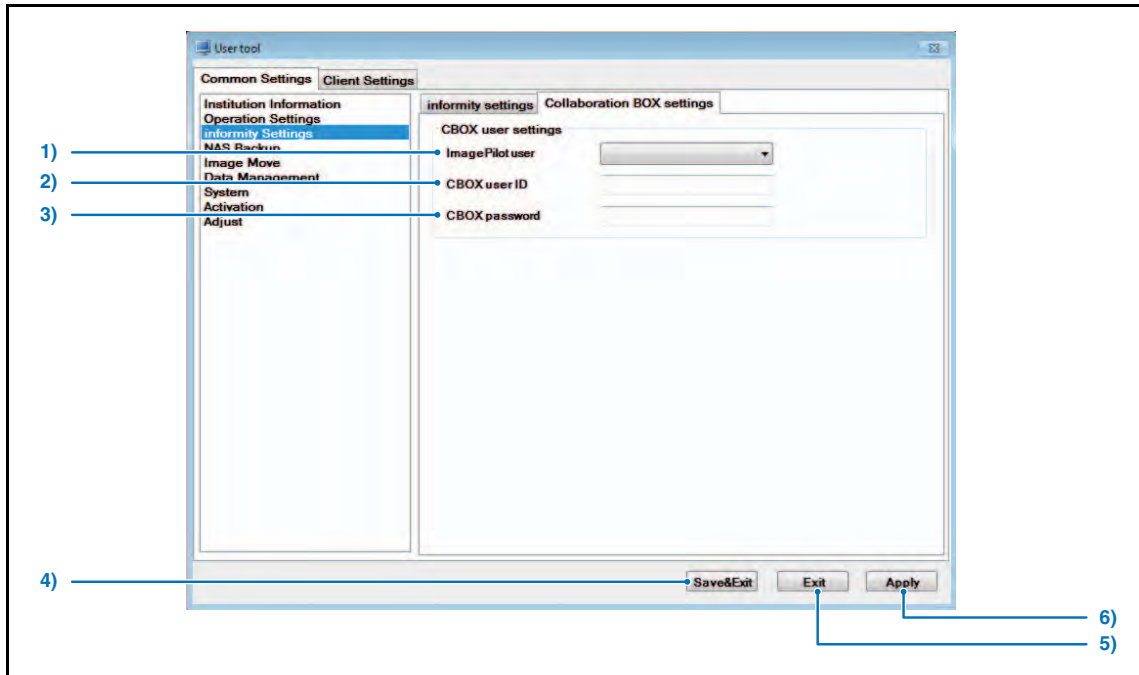 User tool
Common Settings Client Settings
Institution Information
Operation Settings
informity Settings
NAS Backup
Image Move
Data Management
System
Activation
Adjust
informity settings Collaboration BOX settings
CBOX user settings
ImagePilot user
CBOX user ID
CBOX password
1)
2)
3)
4)
Save&Exit Exit Apply
6)
5)